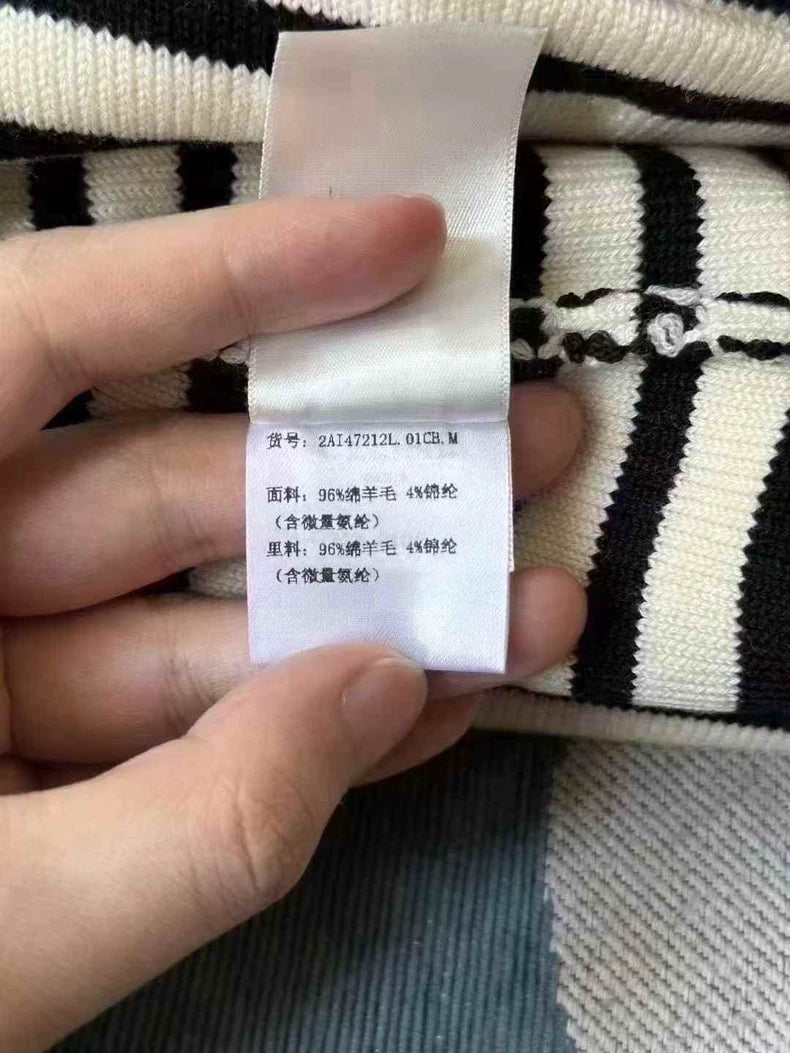 货号: 2AI47212L.01CB.M
面料: 96%绵羊毛 4%锦纶
(含微量氨纶)
里料: 96%绵羊毛 4%锦纶
(含微量氨纶)